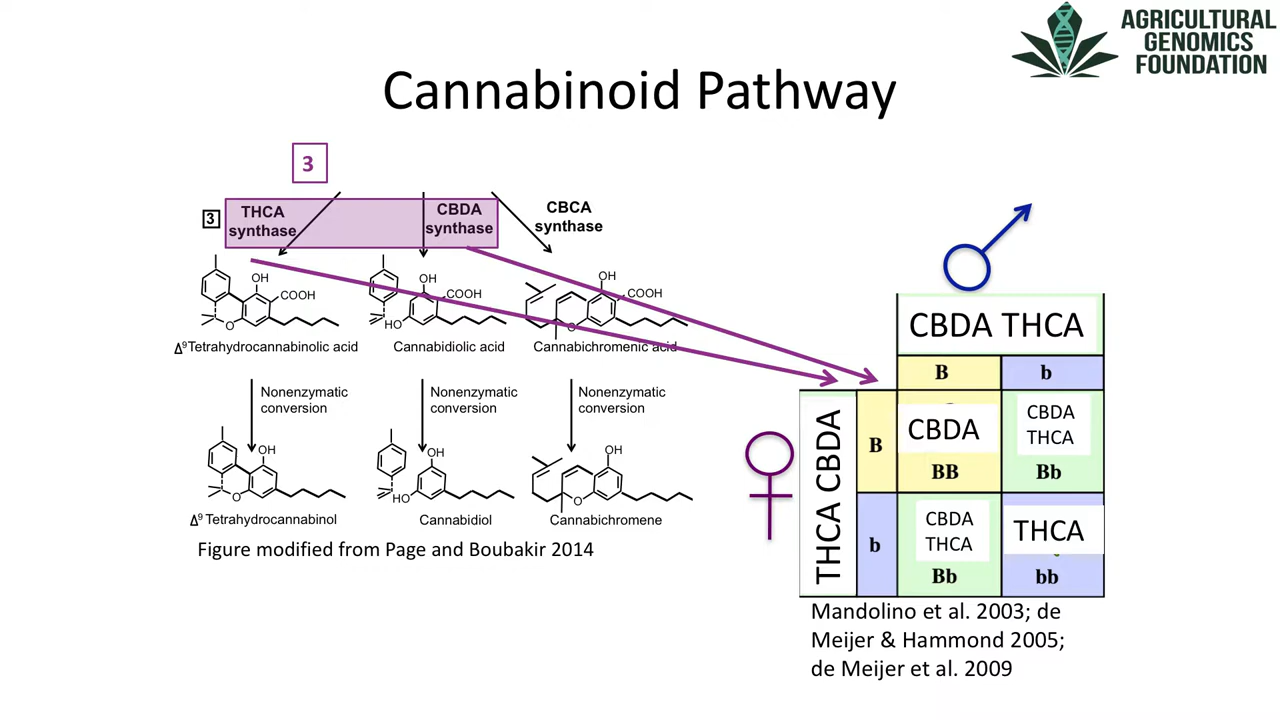 AGRICULTURAL
GENOMICS
FOUNDATION
Cannabinoid Pathway
3
3
THCA
synthase
CBDA
synthase
CBCA
synthase
OH
COOH
O
OH
COOH
HO
OH
COOH
O
Δ⁹Tetrahydrocannabinolic acid
Cannabidiolic acid
Cannabichromenic acid
Nonenzymatic
conversion
Nonenzymatic
conversion
Nonenzymatic
conversion
OH
O
OH
HO
OH
O
Δ⁹ Tetrahydrocannabinol
Cannabidiol
Cannabichromene
Figure modified from Page and Boubakir 2014
CBDA THCA
B
b
THCA CBDA
B
CBDA
BB
CBDA
THCA
Bb
b
CBDA
THCA
Bb
THCA
bb
Mandolino et al. 2003; de
Meijer & Hammond 2005;
de Meijer et al. 2009